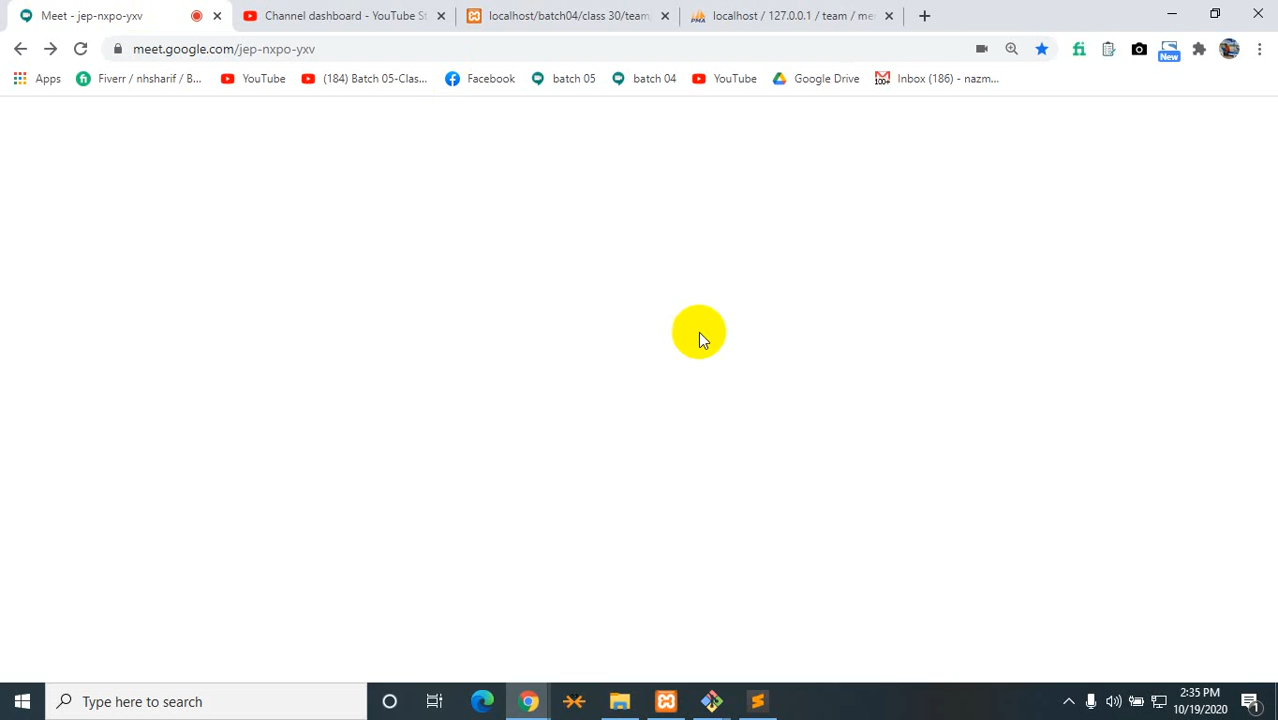 Meet - jep-nxpo-yxv
Channel dashboard - YouTube St
localhost/batch04/class 30/team
localhost / 127.0.0.1 / team / me
meet.google.com/jep-nxpo-yxv
New
Apps
Fiverr / nhsharif / B...
YouTube
(184) Batch 05-Clas...
Facebook
batch 05
batch 04
YouTube
Google Drive
100+
Inbox (186) - nazm...
Type here to search
2:35 PM
10/19/2020
1